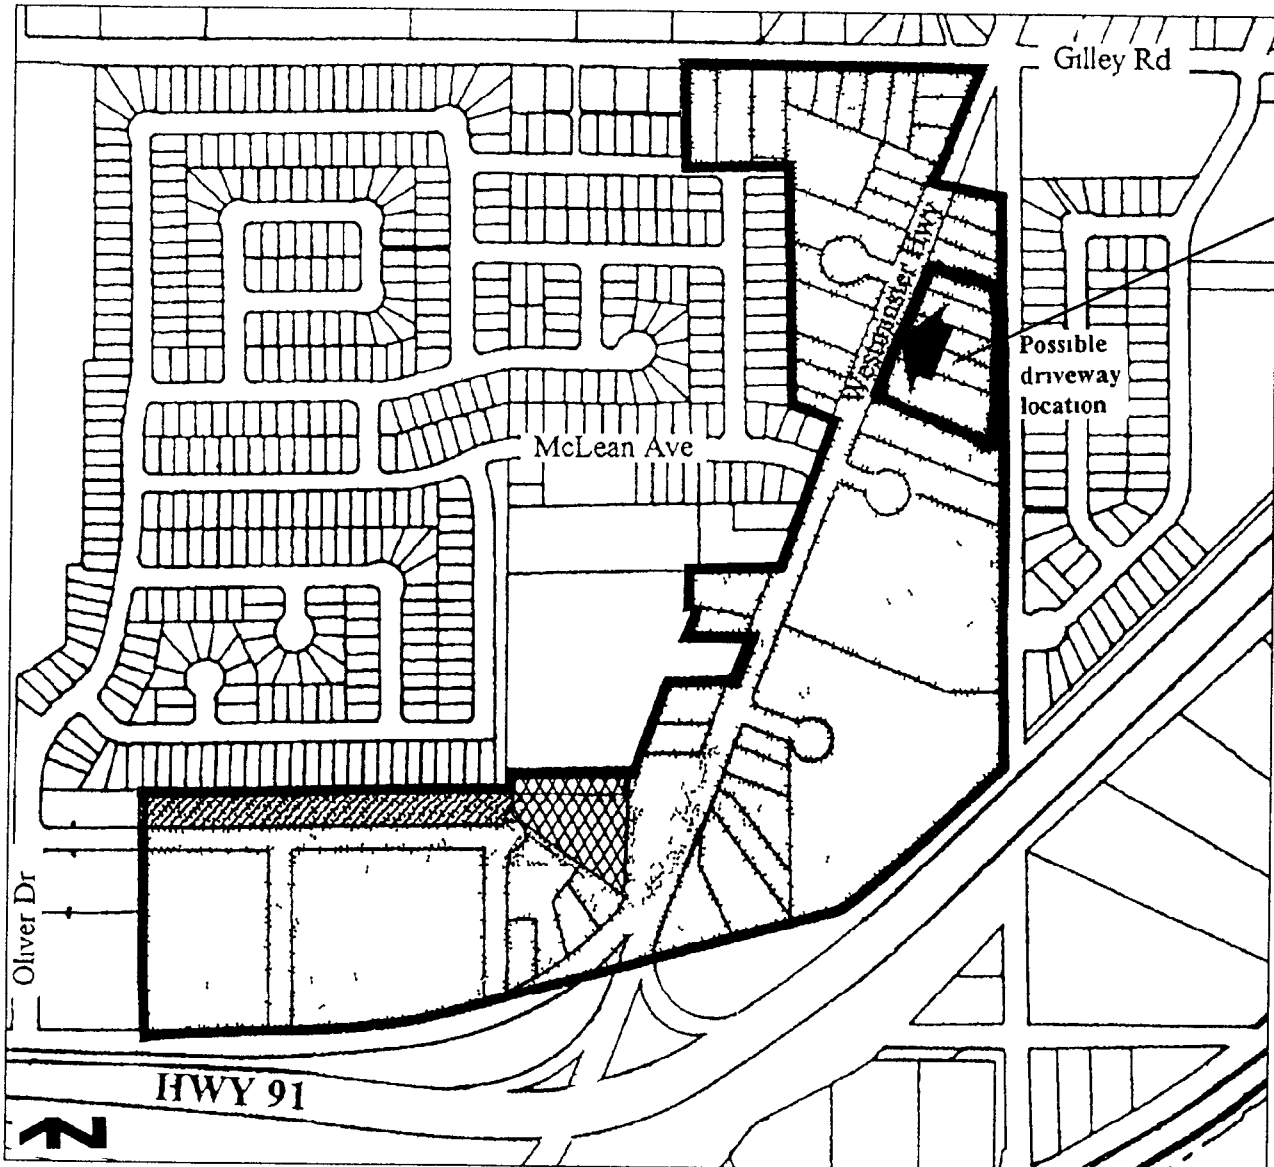 Gilley Rd
Westminster HWY
Possible
driveway
location
McLean Ave
Oliver Dr
HWY 91
N